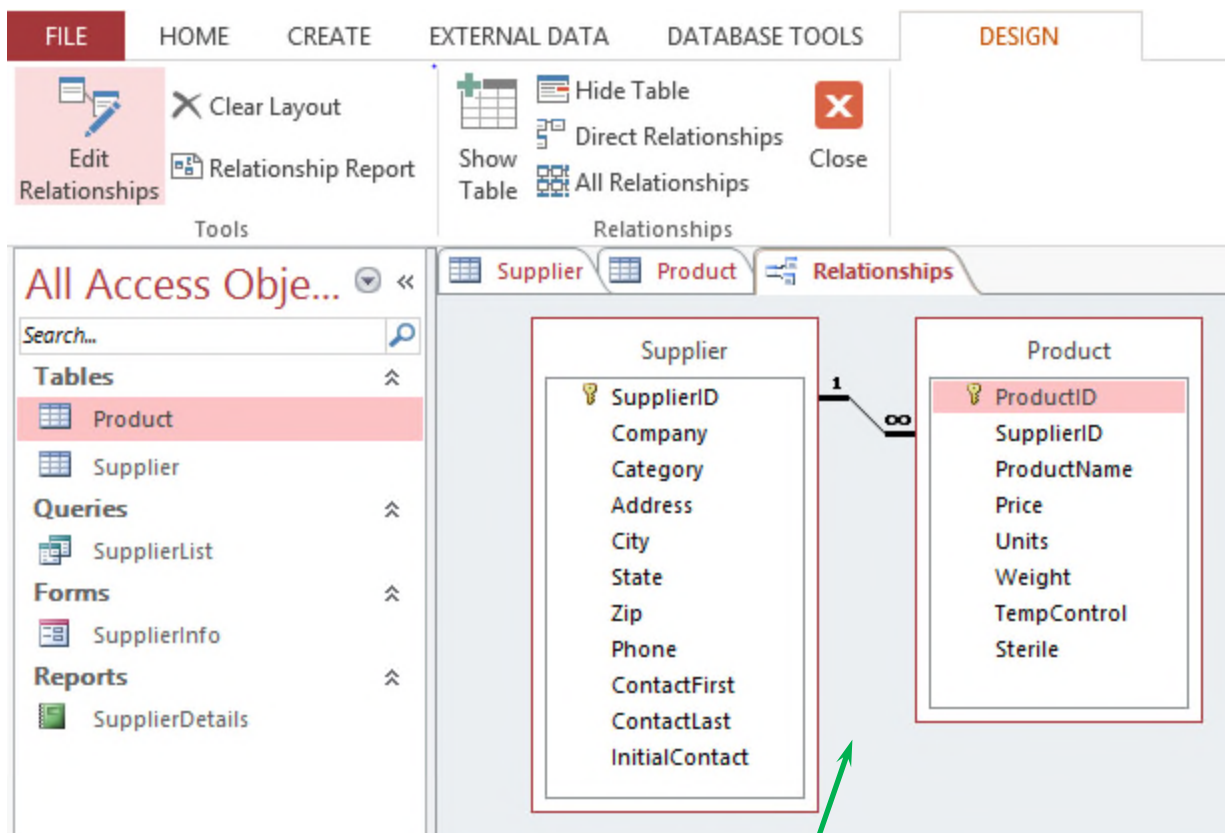 FILE HOME CREATE EXTERNAL DATA DATABASE TOOLS DESIGN
Edit
Relationships
Clear Layout
Relationship Report
Tools
Show
Table
Hide Table
Direct Relationships
All Relationships
Close
Relationships
All Access Obje...
Search...
Tables
Product
Supplier
Queries
SupplierList
Forms
SupplierInfo
Reports
SupplierDetails
Supplier Product Relationships
Supplier
SupplierID
Company
Category
Address
City
State
Zip
Phone
ContactFirst
ContactLast
InitialContact
1
∞
Product
ProductID
SupplierID
ProductName
Price
Units
Weight
TempControl
Sterile